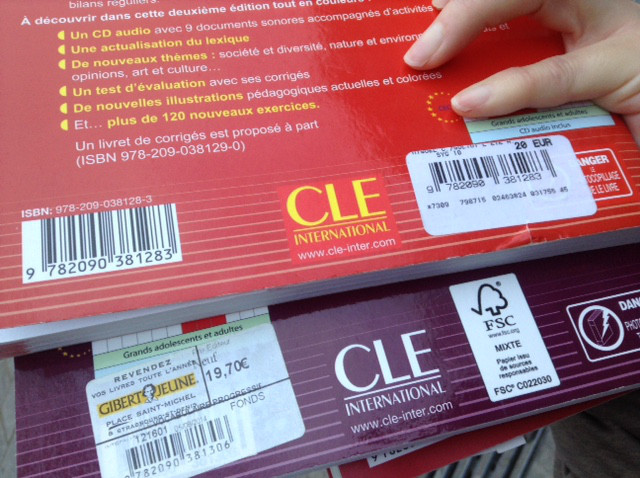 bilans réguliers.
À découvrir dans cette deuxième édition tout en couleurs
Un CD audio avec 9 documents sonores accompagnés d'activités
Une actualisation du lexique
De nouveaux thèmes : société et diversité, nature et
opinions, art et culture...
Un test d'évaluation avec ses corrigés
De nouvelles illustrations pédagogiques actuelles et colorées
Et... plus de 120 nouveaux exercices.
Un livret de corrigés est proposé à part
(ISBN 978-209-038129-0)
Grands adolescents et adultes
CD audio inclus
20 EUR
9 782090 381283
DANGER
ISBN: 978-209-038128-3
9 782090 381283
CLE
INTERNATIONAL
www.cle-inter.com
Grands adolescents et adultes
REVENDEZ
VOS LIVRES TOUTE L'ANNÉE
GIBERT JEUNE
PLACE SAINT-MICHEL
19,70€
FONDS
121601
782090 381306
CLE
INTERNATIONAL
www.cle-inter.com
FSC
www.fsc.org
MIXTE
Papier issu
de sources
responsables
FSC® C022030